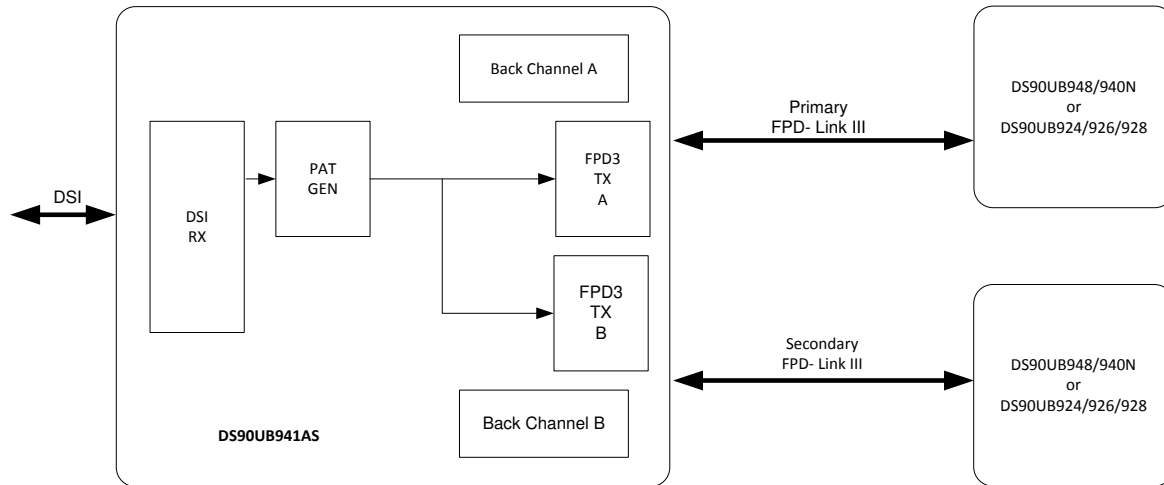 DSI
DSI
RX
PAT
GEN
Back Channel A
FPD3
TX
A
FPD3
TX
B
Back Channel B
DS90UB941AS
Primary
FPD- Link III
DS90UB948/940N
or
DS90UB924/926/928
Secondary
FPD- Link III
DS90UB948/940N
or
DS90UB924/926/928